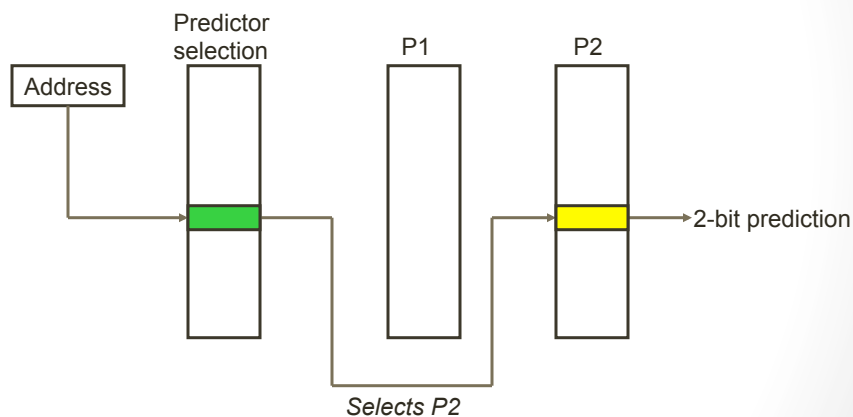 Predictor
selection
P1
P2
Address
2-bit prediction
Selects P2